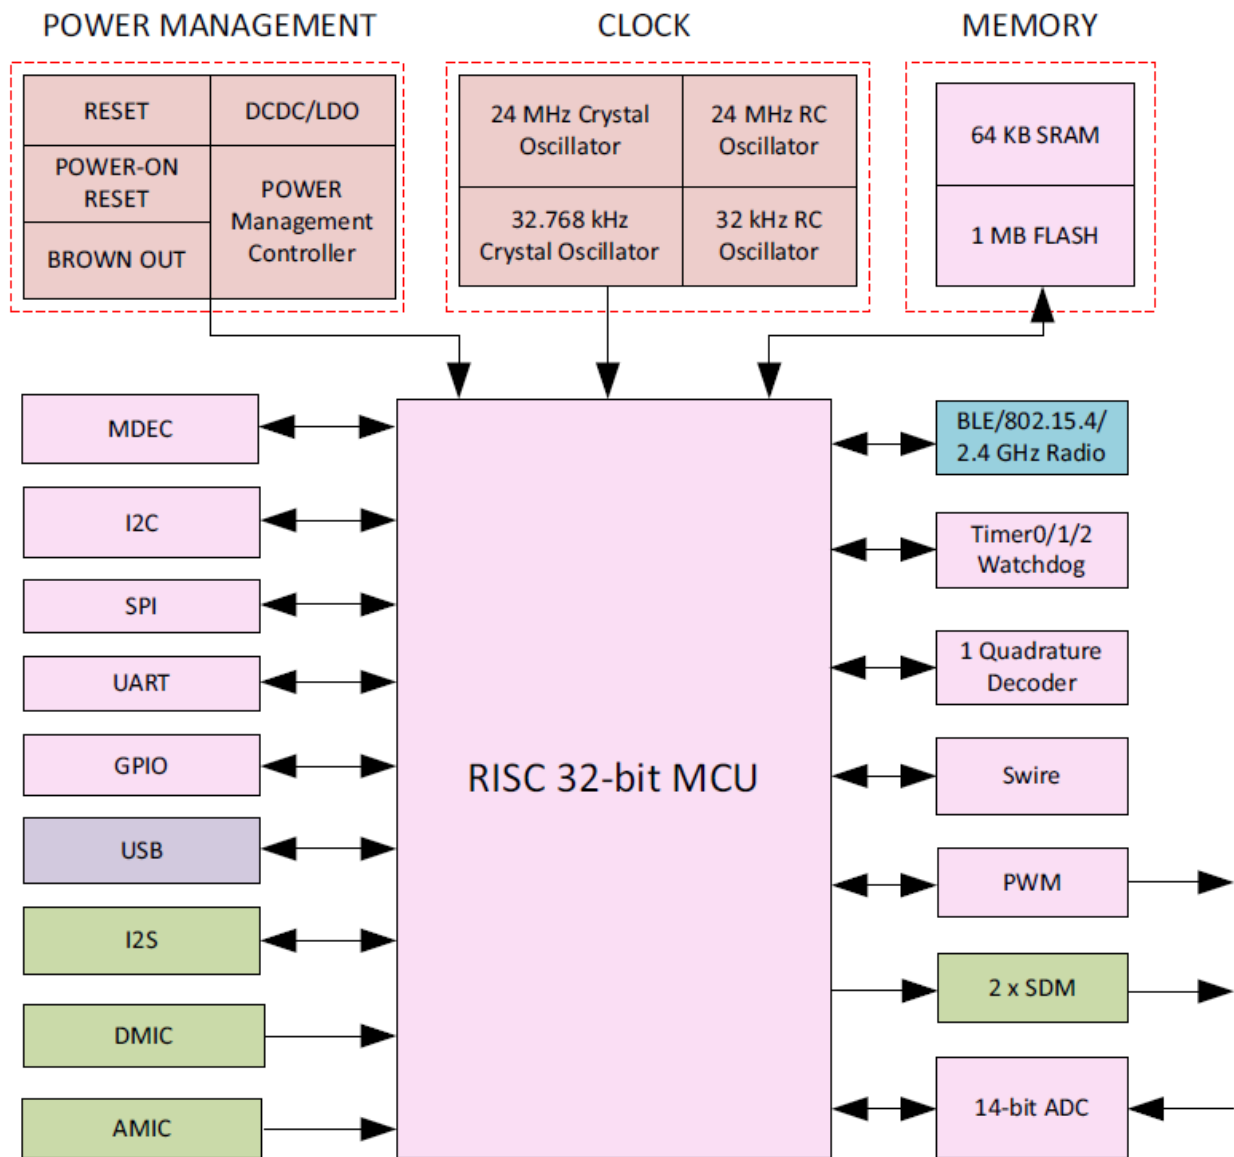 POWER MANAGEMENT
CLOCK
MEMORY
RESET
DCDC/LDO
POWER-ON
RESET
BROWN OUT
POWER
Management
Controller
24 MHz Crystal
Oscillator
24 MHz RC
Oscillator
32.768 kHz
Crystal Oscillator
32 kHz RC
Oscillator
64 KB SRAM
1 MB FLASH
MDEC
I2C
SPI
UART
GPIO
USB
I2S
DMIC
AMIC
RISC 32-bit MCU
BLE/802.15.4/
2.4 GHz Radio
Timer0/1/2
Watchdog
1 Quadrature
Decoder
Swire
PWM
2 x SDM
14-bit ADC